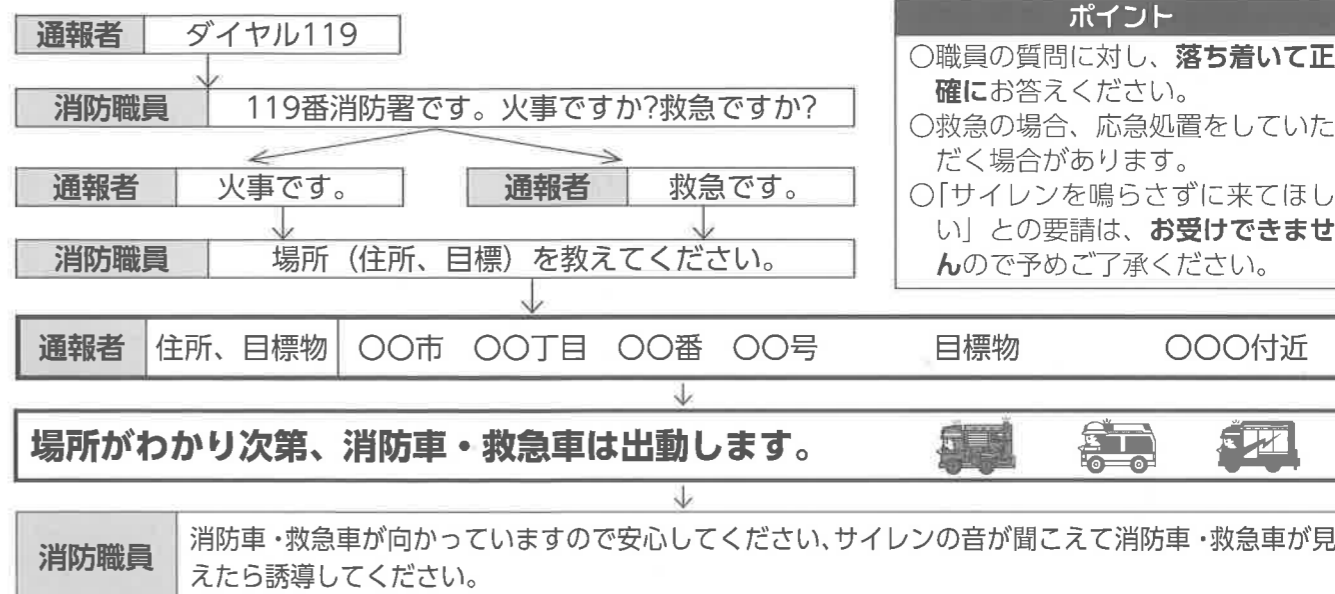 通報者 ダイヤル119
消防職員 119番消防署です。火事ですか?救急ですか?
通報者 火事です。 通報者 救急です。
消防職員 場所（住所、目標）を教えてください。
ポイント
○職員の質問に対し、落ち着いて正
確にお答えください。
○救急の場合、応急処置をしていた
だく場合があります。
○「サイレンを鳴らさずに来てほし
い」との要請は、お受けできませ
んので予めご了承ください。
通報者 住所、目標物 ○○市 ○○丁目 ○○番 ○○号 目標物 ○○○付近
場所がわかり次第、消防車・救急車は出動します。
消防職員 消防車・救急車が向かっていますので安心してください、サイレンの音が聞こえて消防車・救急車が見
えたら誘導してください。